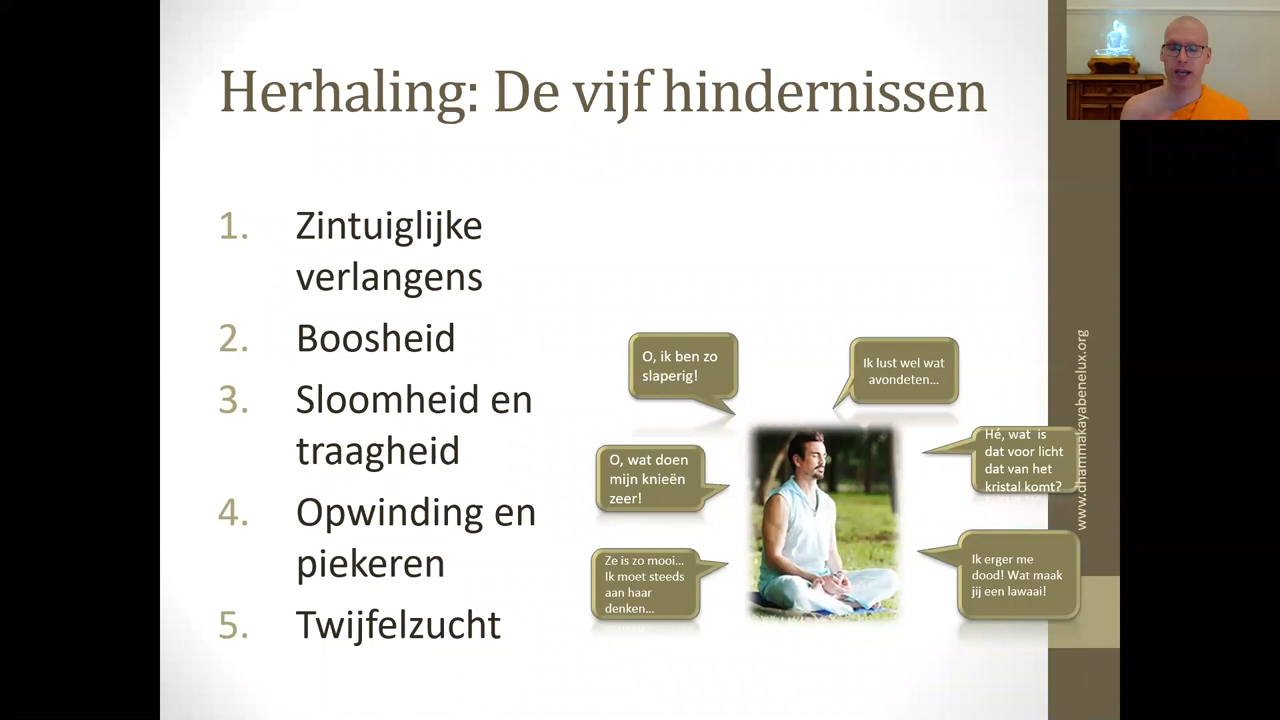 Herhaling: De vijf hindernissen
1. Zintuiglijke
verlangens
2. Boosheid
3. Sloomheid en
traagheid
4. Opwinding en
piekeren
5. Twijfelzucht
O, ik ben zo
slaperig!
Ik lust wel wat
avondeten...
O, wat doen
mijn knieën
zeer!
Hé, wat is
dat voor licht
dat van het
kristal komt?
Ze is zo mooi...
Ik moet steeds
aan haar
denken...
Ik erger me
dood! Wat maak
jij een lawaai!
www.dhammakayabenelux.org